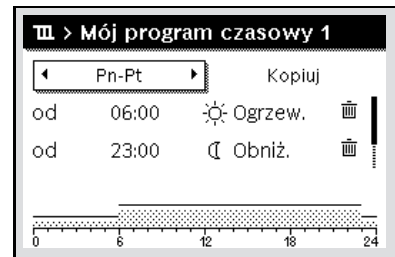 > Mój program czasowy 1
Pn-Pt Kopiuj
od 06:00 Ogrzew.
od 23:00 Obniż.
0 6 12 18 24